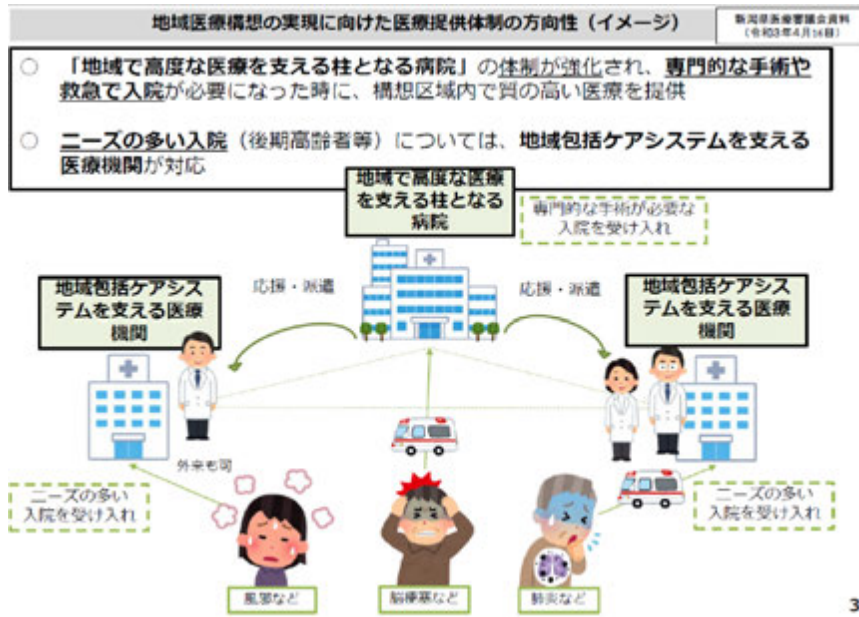 地域医療構想の実現に向けた医療提供体制の方向性（イメージ）
新潟県医療審議会資料
（令和3年4月16日）
○ 「地域で高度な医療を支える柱となる病院」の体制が強化され、専門的な手術や
救急で入院が必要になった時に、構想区域内で質の高い医療を提供
○ ニーズの多い入院（後期高齢者等）については、地域包括ケアシステムを支える
医療機関が対応
地域で高度な医療
を支える柱となる
病院
専門的な手術が必要な
入院を受け入れ
地域包括ケアシス
テムを支える医療
機関
応援・派遣
応援・派遣
地域包括ケアシス
テムを支える医療
機関
外来も可
ニーズの多い
入院を受け入れ
ニーズの多い
入院を受け入れ
風邪など
脳梗塞など
肺炎など
3